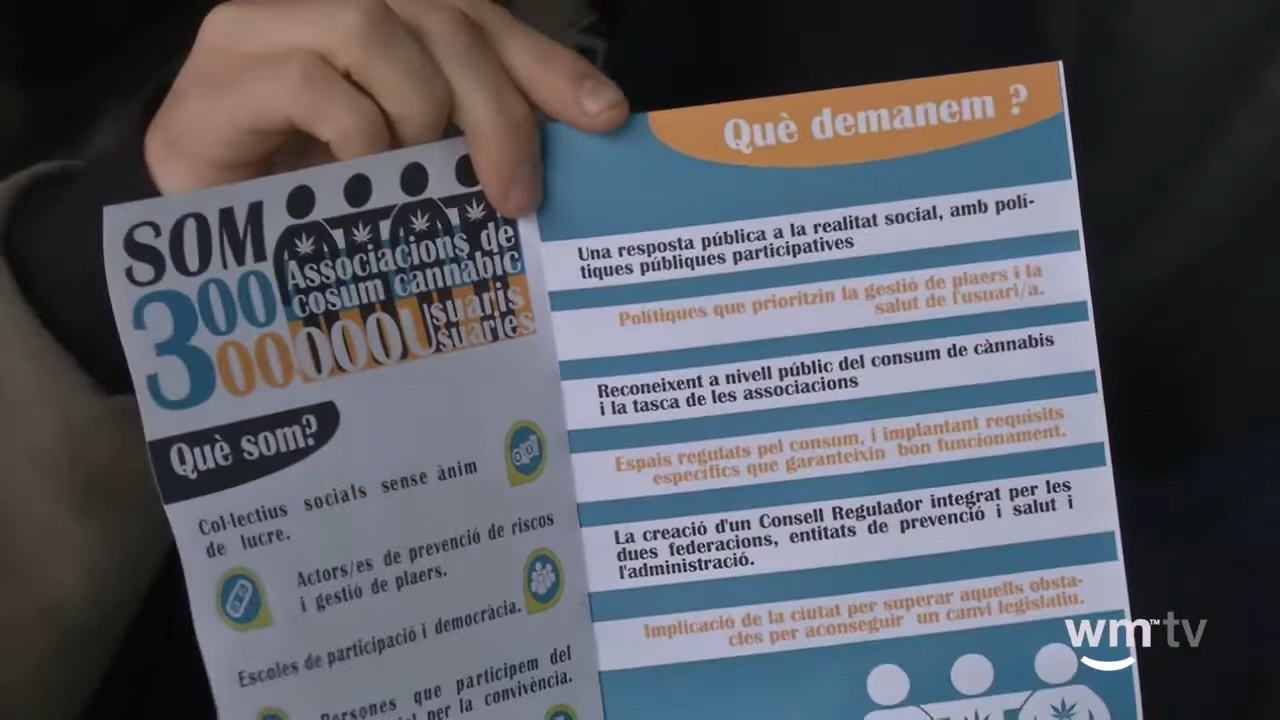 SOM
300
Associacions de
cosum cannàbic
300000
Usuaris
Usuaries
Què som?
Col·lectius socials sense ànim
de lucre.
Actors/es de prevenció de riscos
i gestió de plaers.
Escoles de participació i democràcia.
Persones que participem del
per la convivència.
Què demanem ?
Una resposta pública a la realitat social, amb polí-
tiques públiques participatives
Polítiques que prioritzin la gestió de plaers i la
salut de l'usuari/a.
Reconeixent a nivell públic del consum de cànnabis
i la tasca de les associacions
Espais regulats pel consum, i implantant requisits
específics que garanteixin bon funcionament.
La creació d'un Consell Regulador integrat per les
dues federacions, entitats de prevenció i salut i
l'administració.
Implicació de la ciutat per superar aquells obsta-
cles per aconseguir un canvi legislatiu.
wm™tv